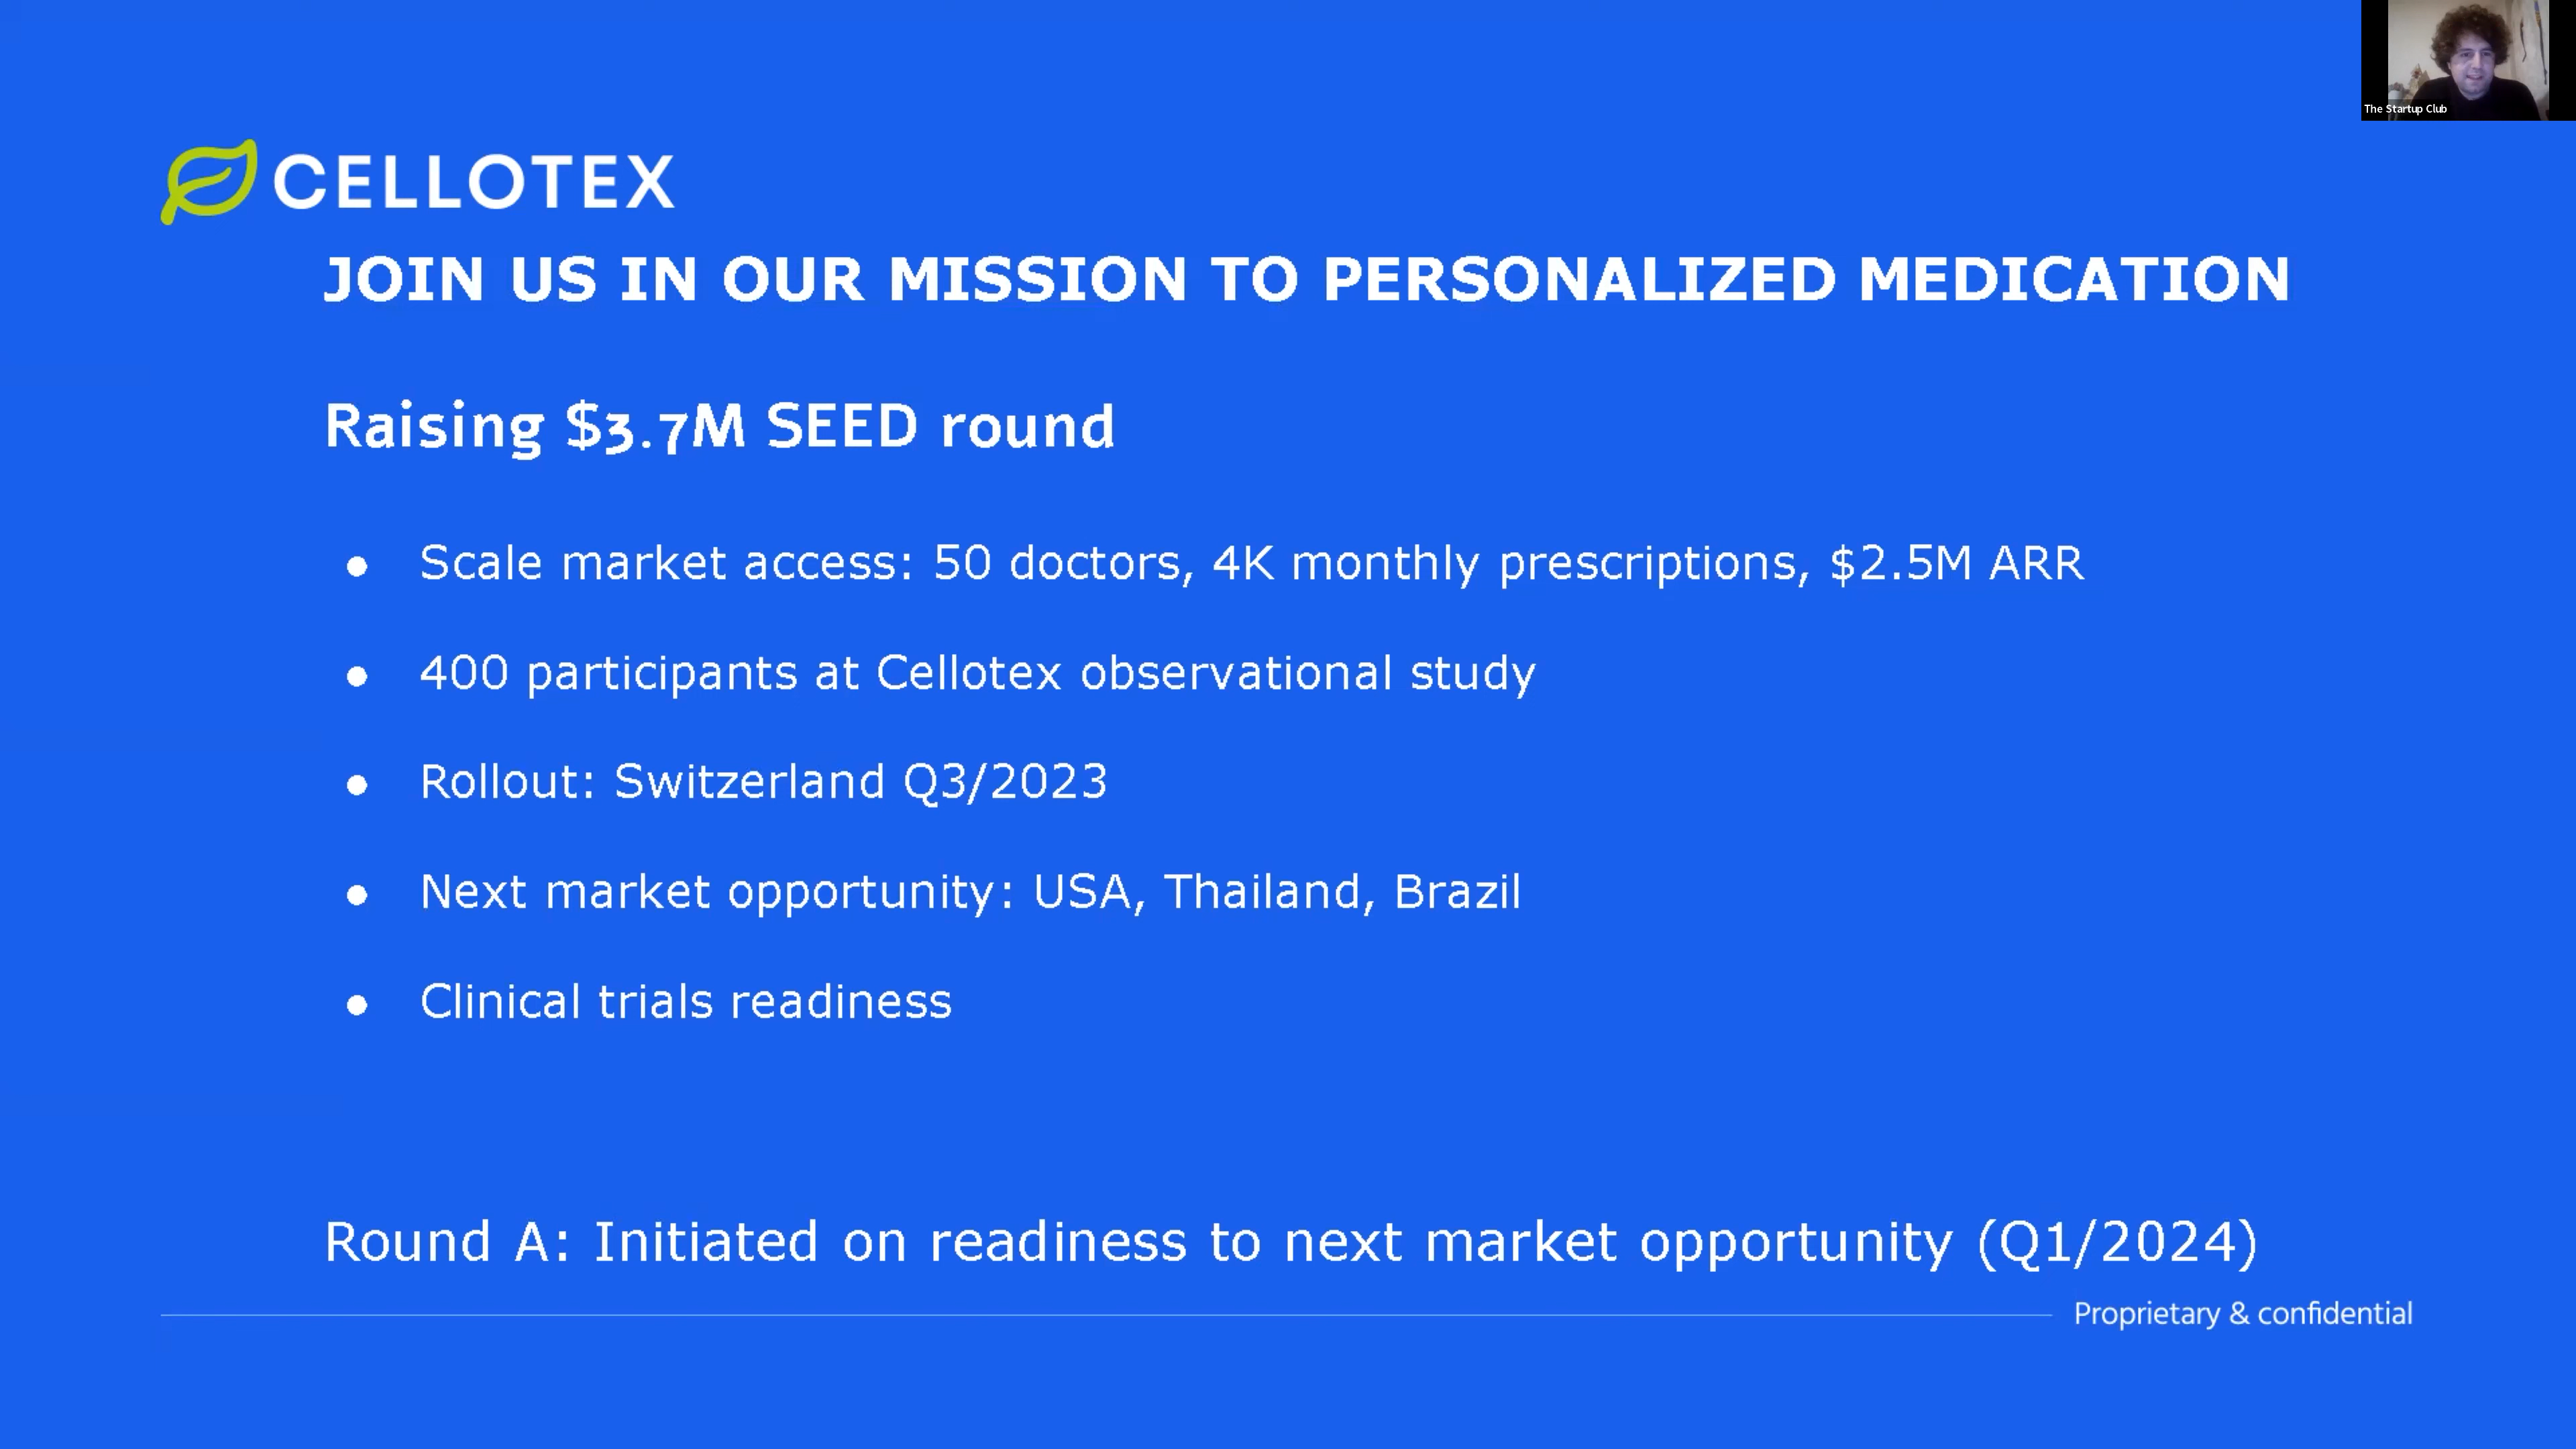 The Startup Club
CELLOTEX
JOIN US IN OUR MISSION TO PERSONALIZED MEDICATION
Raising $3.7M SEED round
● Scale market access: 50 doctors, 4K monthly prescriptions, $2.5M ARR
● 400 participants at Cellotex observational study
● Rollout: Switzerland Q3/2023
● Next market opportunity: USA, Thailand, Brazil
● Clinical trials readiness
Round A: Initiated on readiness to next market opportunity (Q1/2024)
Proprietary & confidential